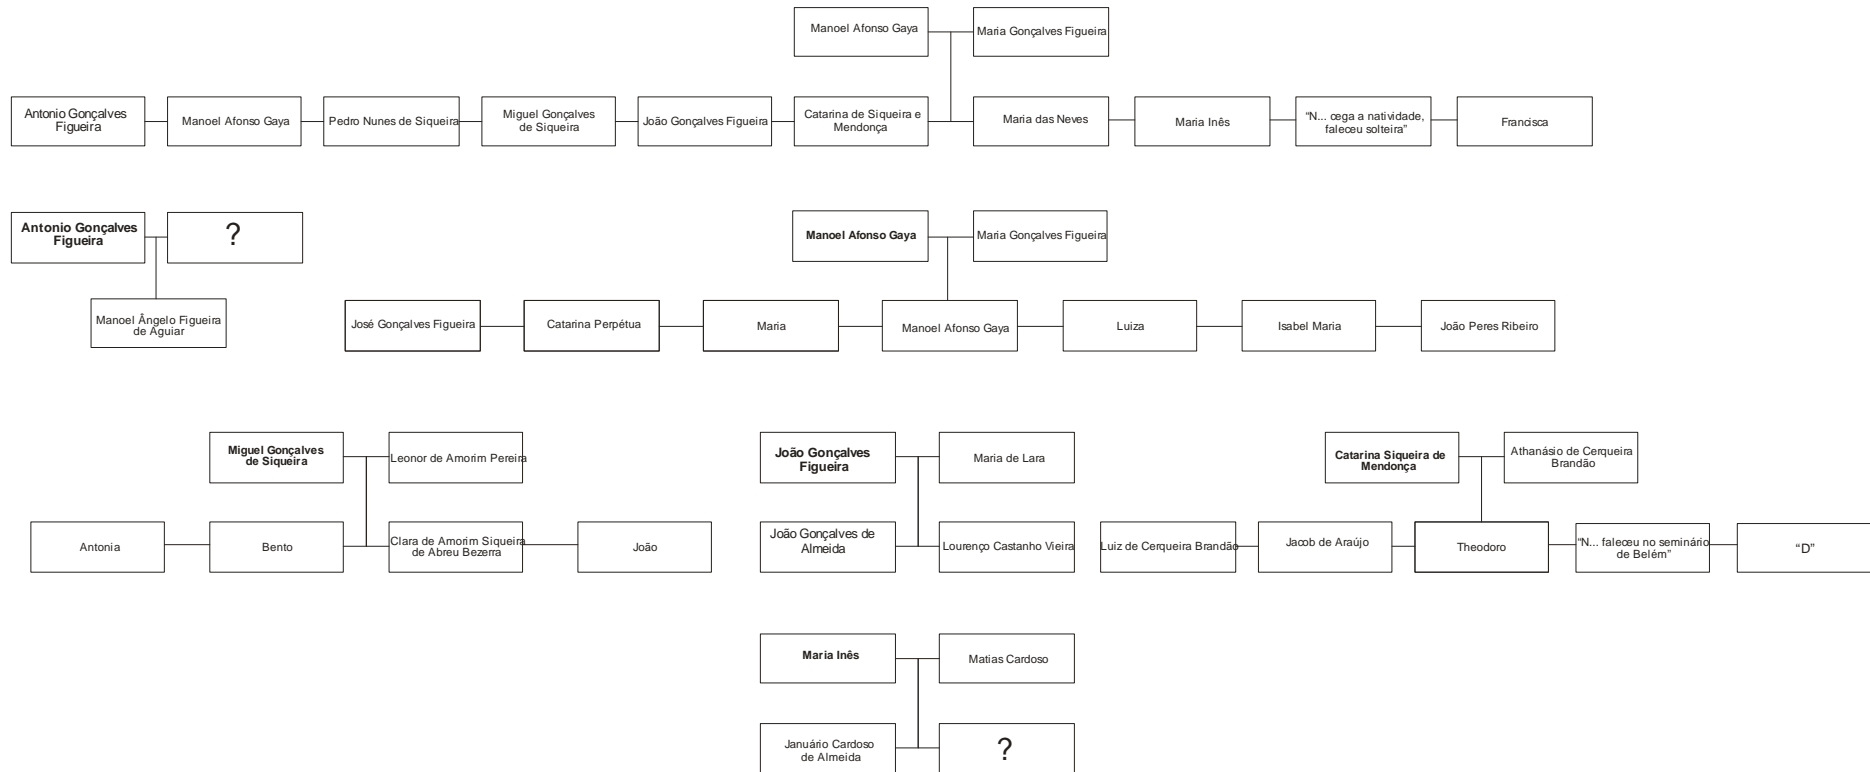 Manoel Afonso Gaya
Maria Gonçalves Figueira
Antonio Gonçalves
Figueira
Manoel Afonso Gaya
Pedro Nunes de Siqueira
Miguel Gonçalves
de Siqueira
João Gonçalves Figueira
Catarina de Siqueira e
Mendonça
Maria das Neves
Maria Inês
“N... cega a natividade,
faleceu solteira”
Francisca
Antonio Gonçalves
Figueira
?
Manoel Afonso Gaya
Maria Gonçalves Figueira
Manoel Ângelo Figueira
de Aguiar
José Gonçalves Figueira
Catarina Perpétua
Maria
Manoel Afonso Gaya
Luiza
Isabel Maria
João Peres Ribeiro
Miguel Gonçalves
de Siqueira
Leonor de Amorim Pereira
João Gonçalves
Figueira
Maria de Lara
Catarina Siqueira de
Mendonça
Athanásio de Cerqueira
Brandão
Antonia
Bento
Clara de Amorim Siqueira
de Abreu Bezerra
João
João Gonçalves de
Almeida
Lourenço Castanho Vieira
Luiz de Cerqueira Brandão
Jacob de Araújo
Theodoro
“N... faleceu no seminário
de Belém”
“D”
Maria Inês
Matias Cardoso
Januário Cardoso
de Almeida
?